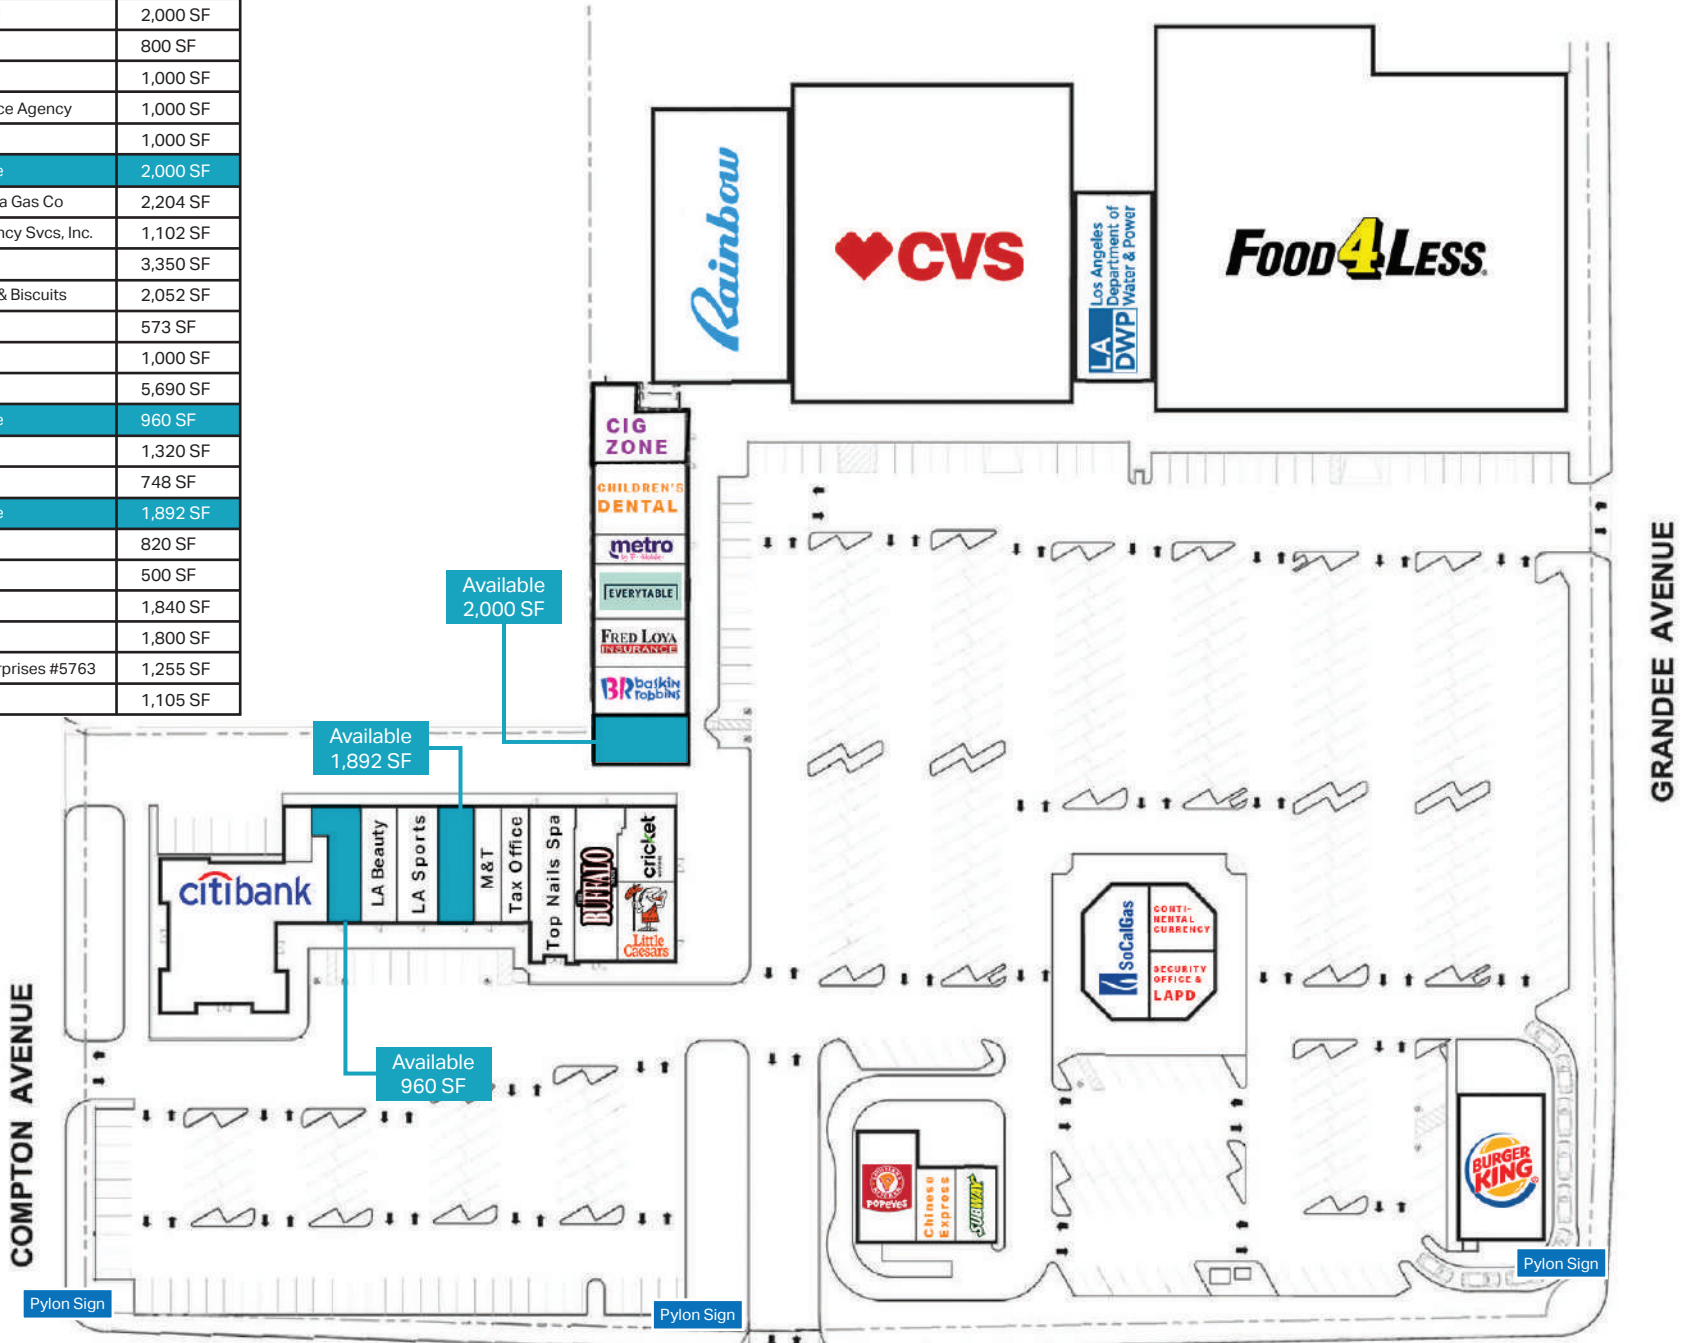 2,000 SF
800 SF
1,000 SF
ce Agency 1,000 SF
1,000 SF
e 2,000 SF
a Gas Co 2,204 SF
ncy Svcs, Inc. 1,102 SF
3,350 SF
& Biscuits 2,052 SF
573 SF
1,000 SF
5,690 SF
e 960 SF
1,320 SF
748 SF
e 1,892 SF
820 SF
500 SF
1,840 SF
1,800 SF
rprises #5763 1,255 SF
1,105 SF
Rainbow
CVS
LA
DWP
Los Angeles
Department of
Water & Power
FOOD 4 LESS
CIG
ZONE
CHILDREN'S
DENTAL
metro
by T-Mobile
EVERYTABLE
FRED LOYA
INSURANCE
BR baskin
robbins
Available
2,000 SF
Available
1,892 SF
Available
960 SF
citibank
LA Beauty
LA Sports
M&T
Tax Office
Top Nails Spa
BUFFALO
cricket
Little
Caesars
SoCalGas
CONTI-
NENTAL
CURRENCY
SECURITY
OFFICE &
LAPD
POPEYES
Chinese
Express
SUBWAY
BURGER
KING
GRANDEE AVENUE
COMPTON AVENUE
Pylon Sign
Pylon Sign
Pylon Sign